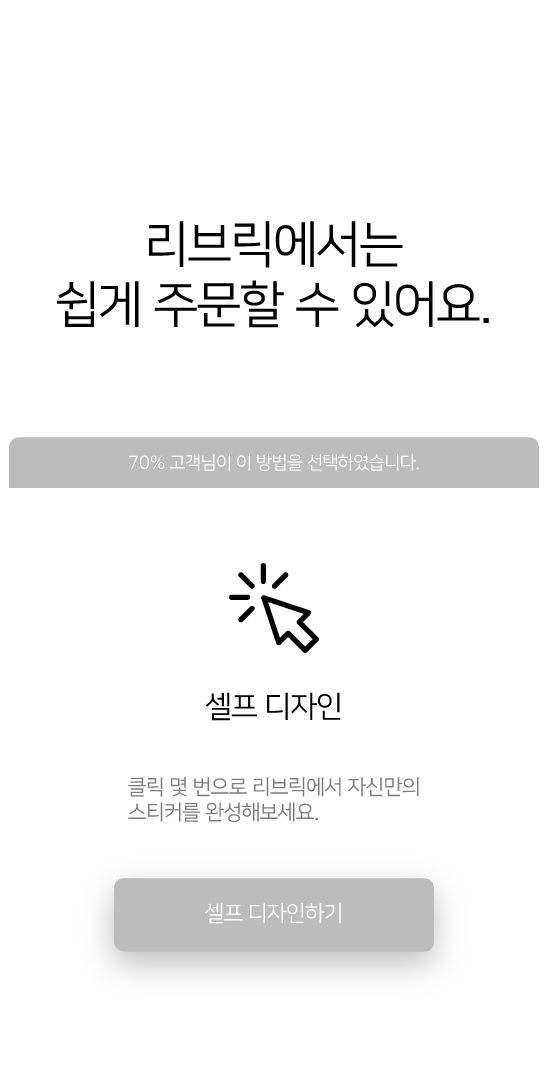 리브릭에서는
쉽게 주문할 수 있어요.
70% 고객님이 이 방법을 선택하였습니다.
셀프 디자인
클릭 몇 번으로 리브릭에서 자신만의
스티커를 완성해보세요.
셀프 디자인하기